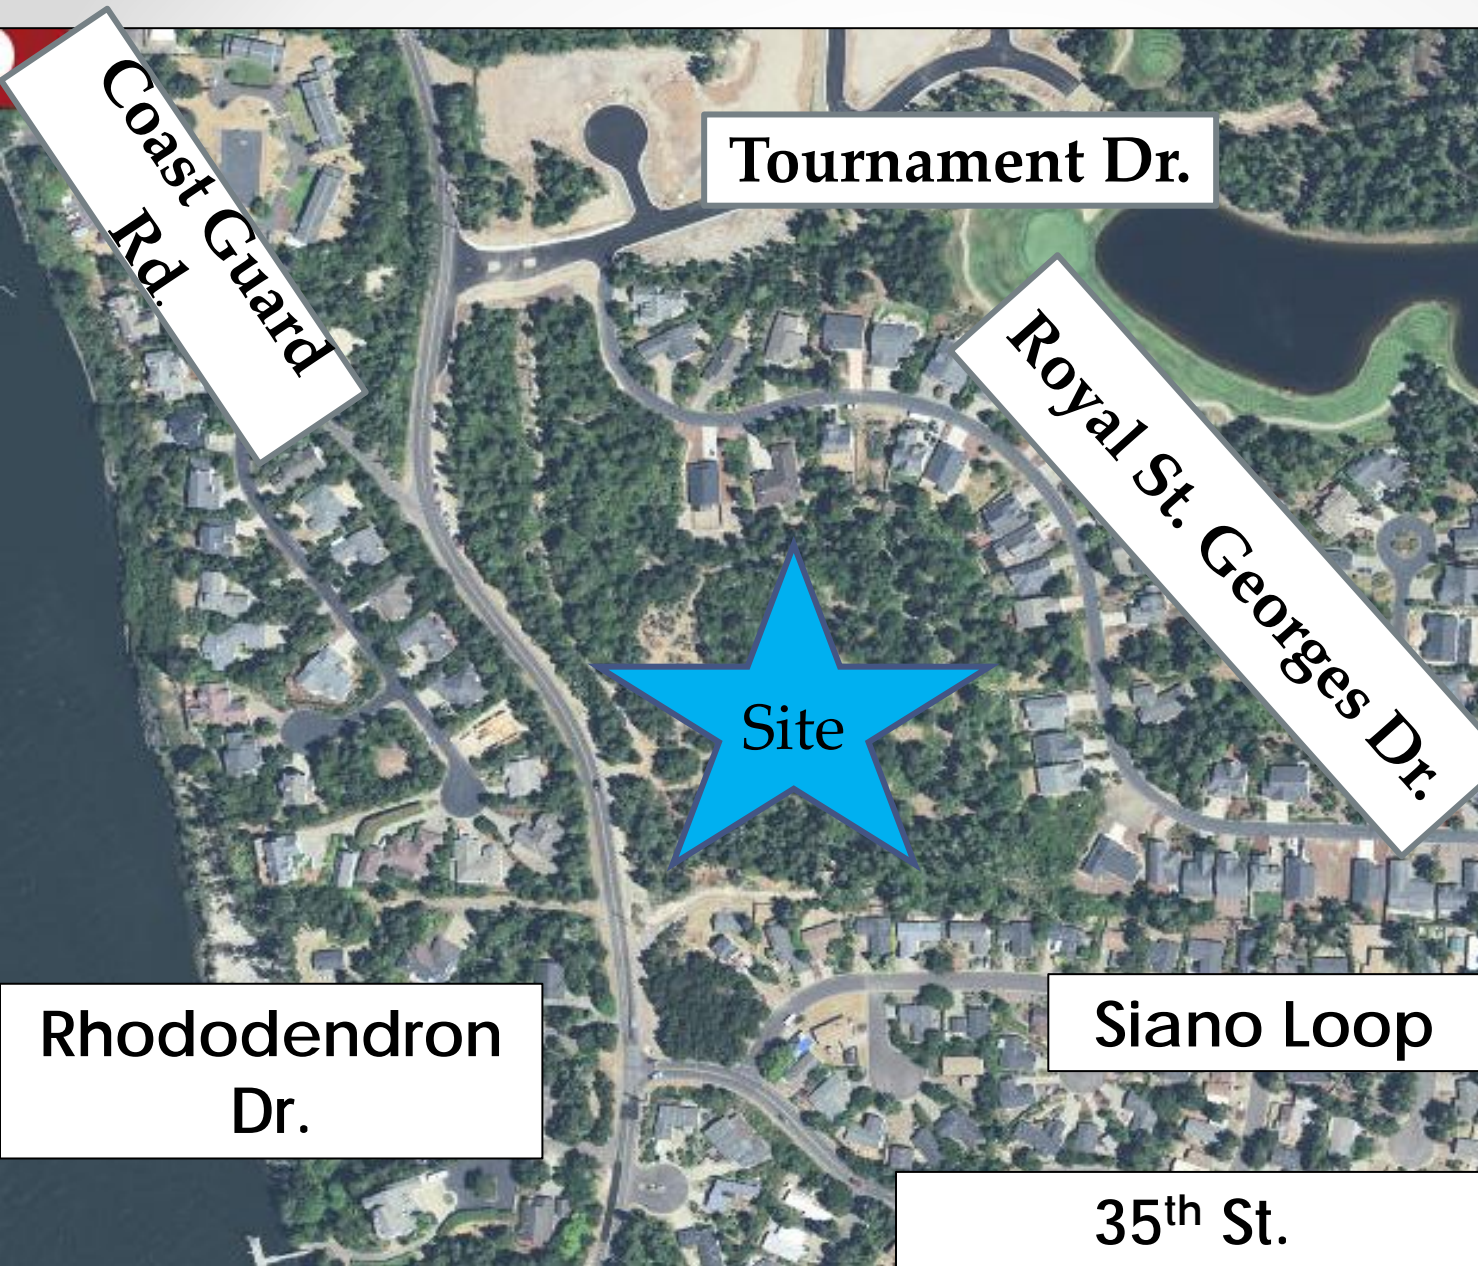 Coast Guard
Rd.
Tournament Dr.
Royal St. Georges Dr.
Site
Rhododendron
Dr.
Siano Loop
35th St.